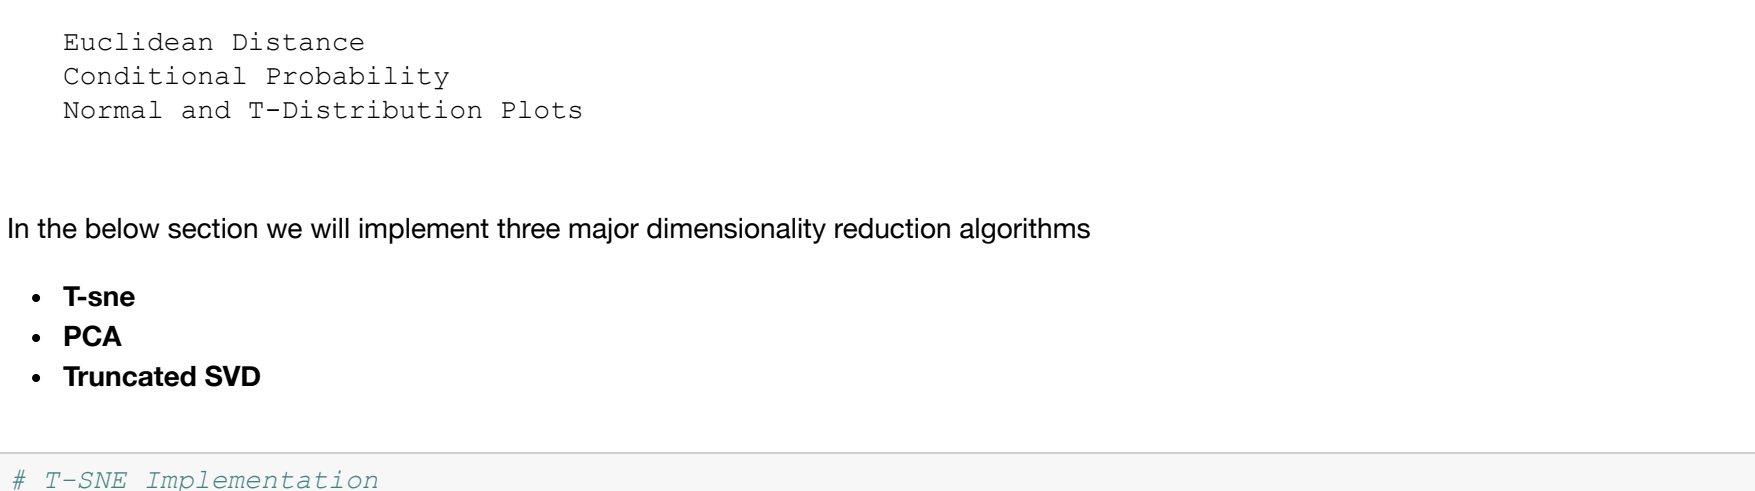 Euclidean Distance
Conditional Probability
Normal and T-Distribution Plots
In the below section we will implement three major dimensionality reduction algorithms
• T-sne
• PCA
• Truncated SVD
# T-SNE Implementation